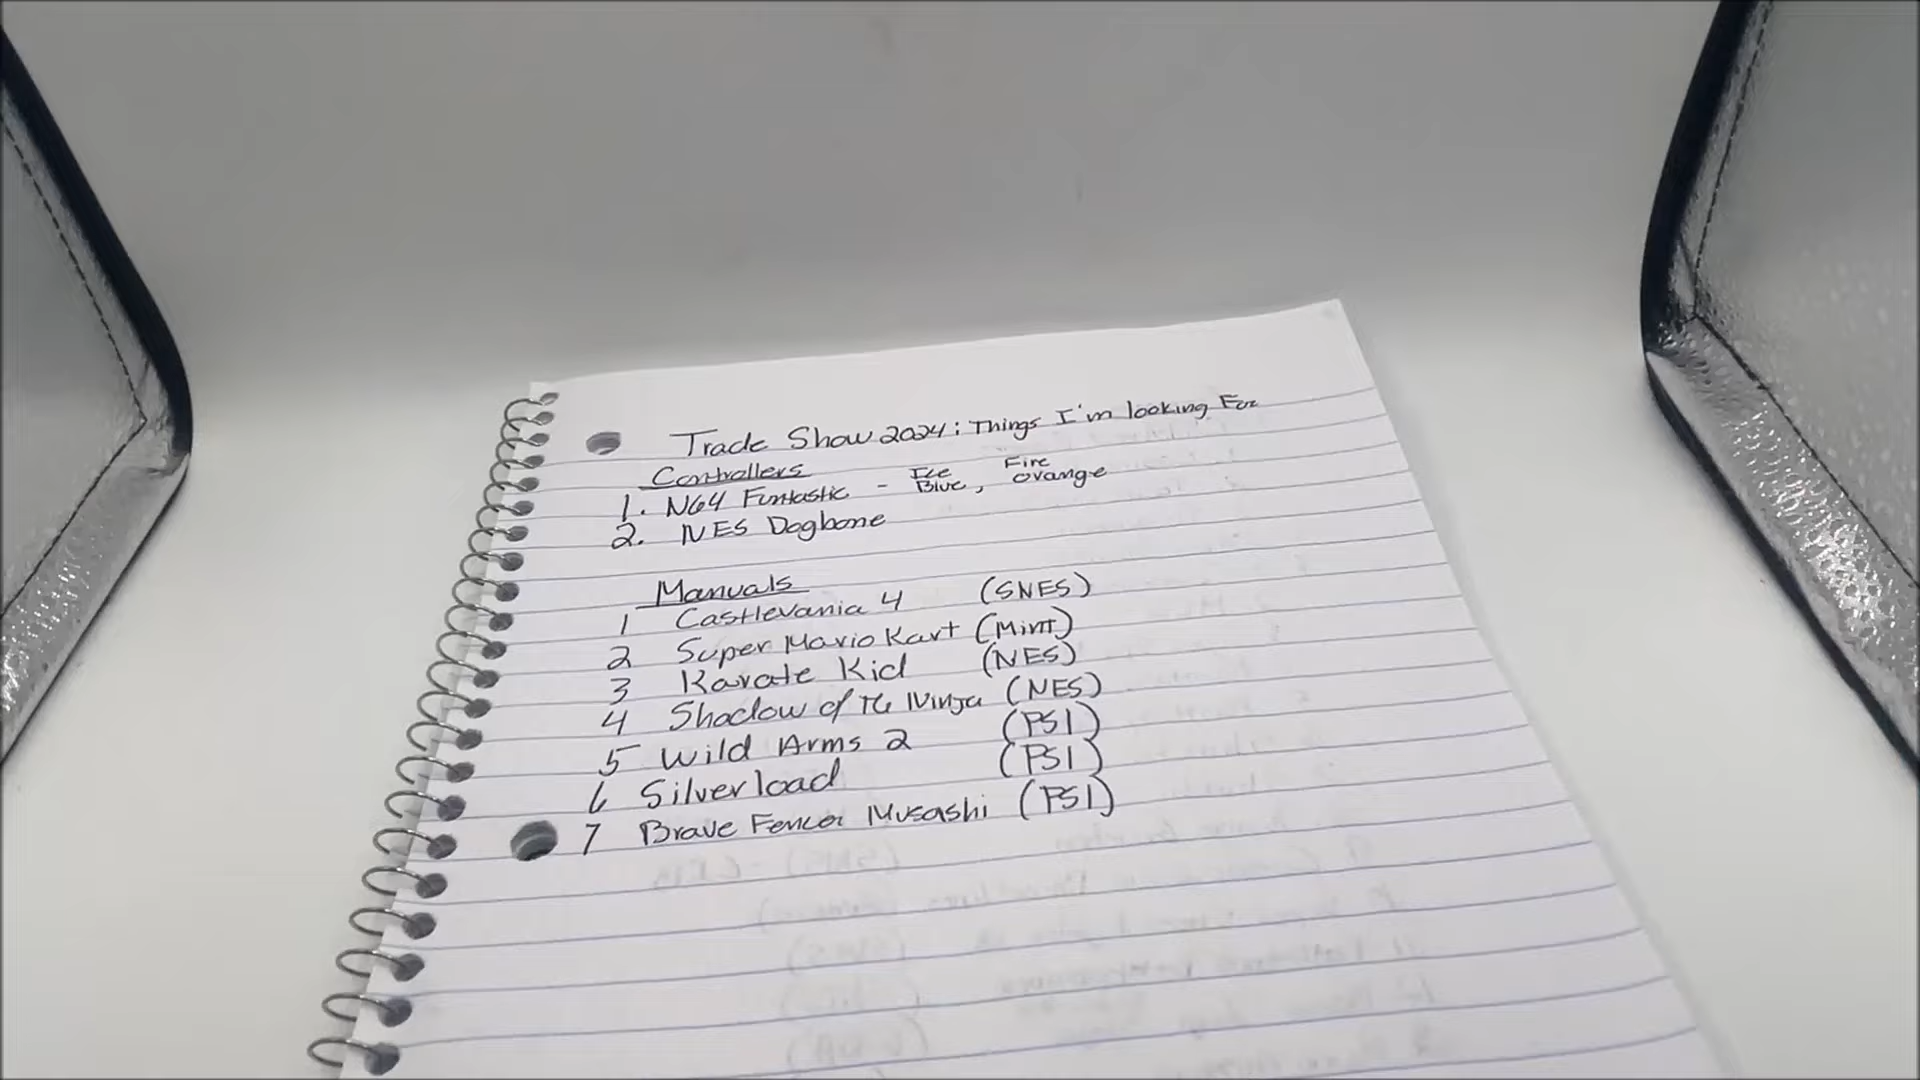 Trade Show 2024: Things I'm looking For
Controllers
1. N64 Funtastic - Ice Blue, Fire Orange
2. NES Dogbone
Manuals
1 Castlevania 4 (SNES)
2 Super Mario Kart (Mint)
3 Karate Kid (NES)
4 Shadow of the Ninja (NES)
5 Wild Arms 2 (PS1)
6 Silverload (PS1)
7 Brave Fencer Musashi (PS1)